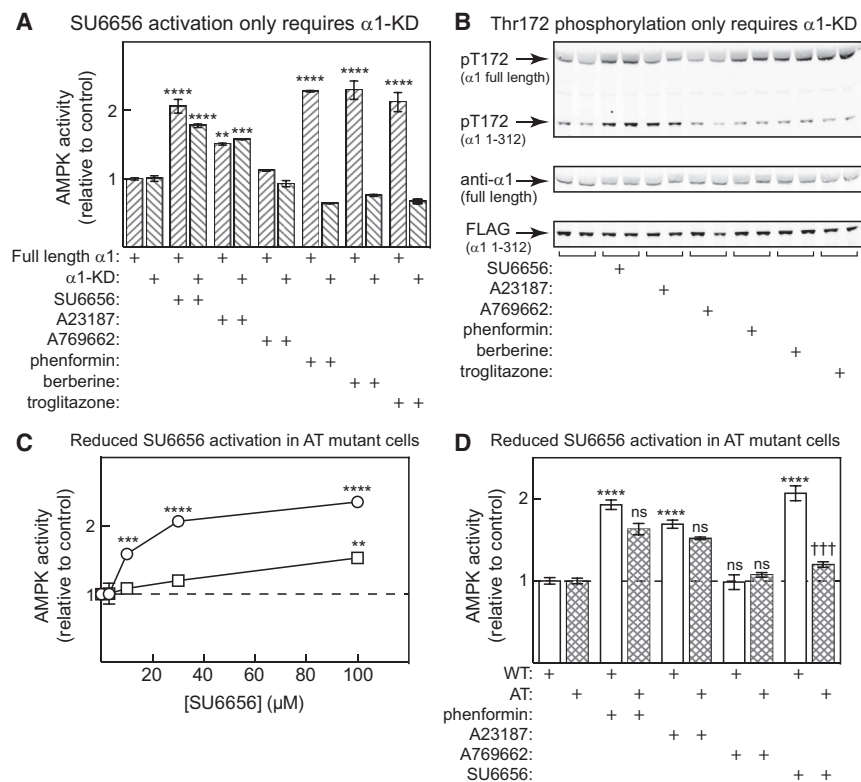 A SU6656 activation only requires α1-KD
AMPK activity
(relative to control)
2
1
**** **** ** *** **** **** ****
Full length α1: + + + + + + +
α1-KD: + + + + + + +
SU6656: + +
A23187: + +
A769662: + +
phenformin: + +
berberine: + +
troglitazone: + +
B Thr172 phosphorylation only requires α1-KD
pT172
(α1 full length)
pT172
(α1 1-312)
anti-α1
(full length)
FLAG
(α1 1-312)
SU6656: +
A23187: +
A769662: +
phenformin: +
berberine: +
troglitazone: +
C Reduced SU6656 activation in AT mutant cells
AMPK activity
(relative to control)
2
1
*** **** ****
**
20 40 60 80 100
[SU6656] (µM)
D Reduced SU6656 activation in AT mutant cells
AMPK activity
(relative to control)
2
1
**** ns **** ns ns ns **** †††
WT: + + + + +
AT: + + + + +
phenformin: + +
A23187: + +
A769662: + +
SU6656: + +